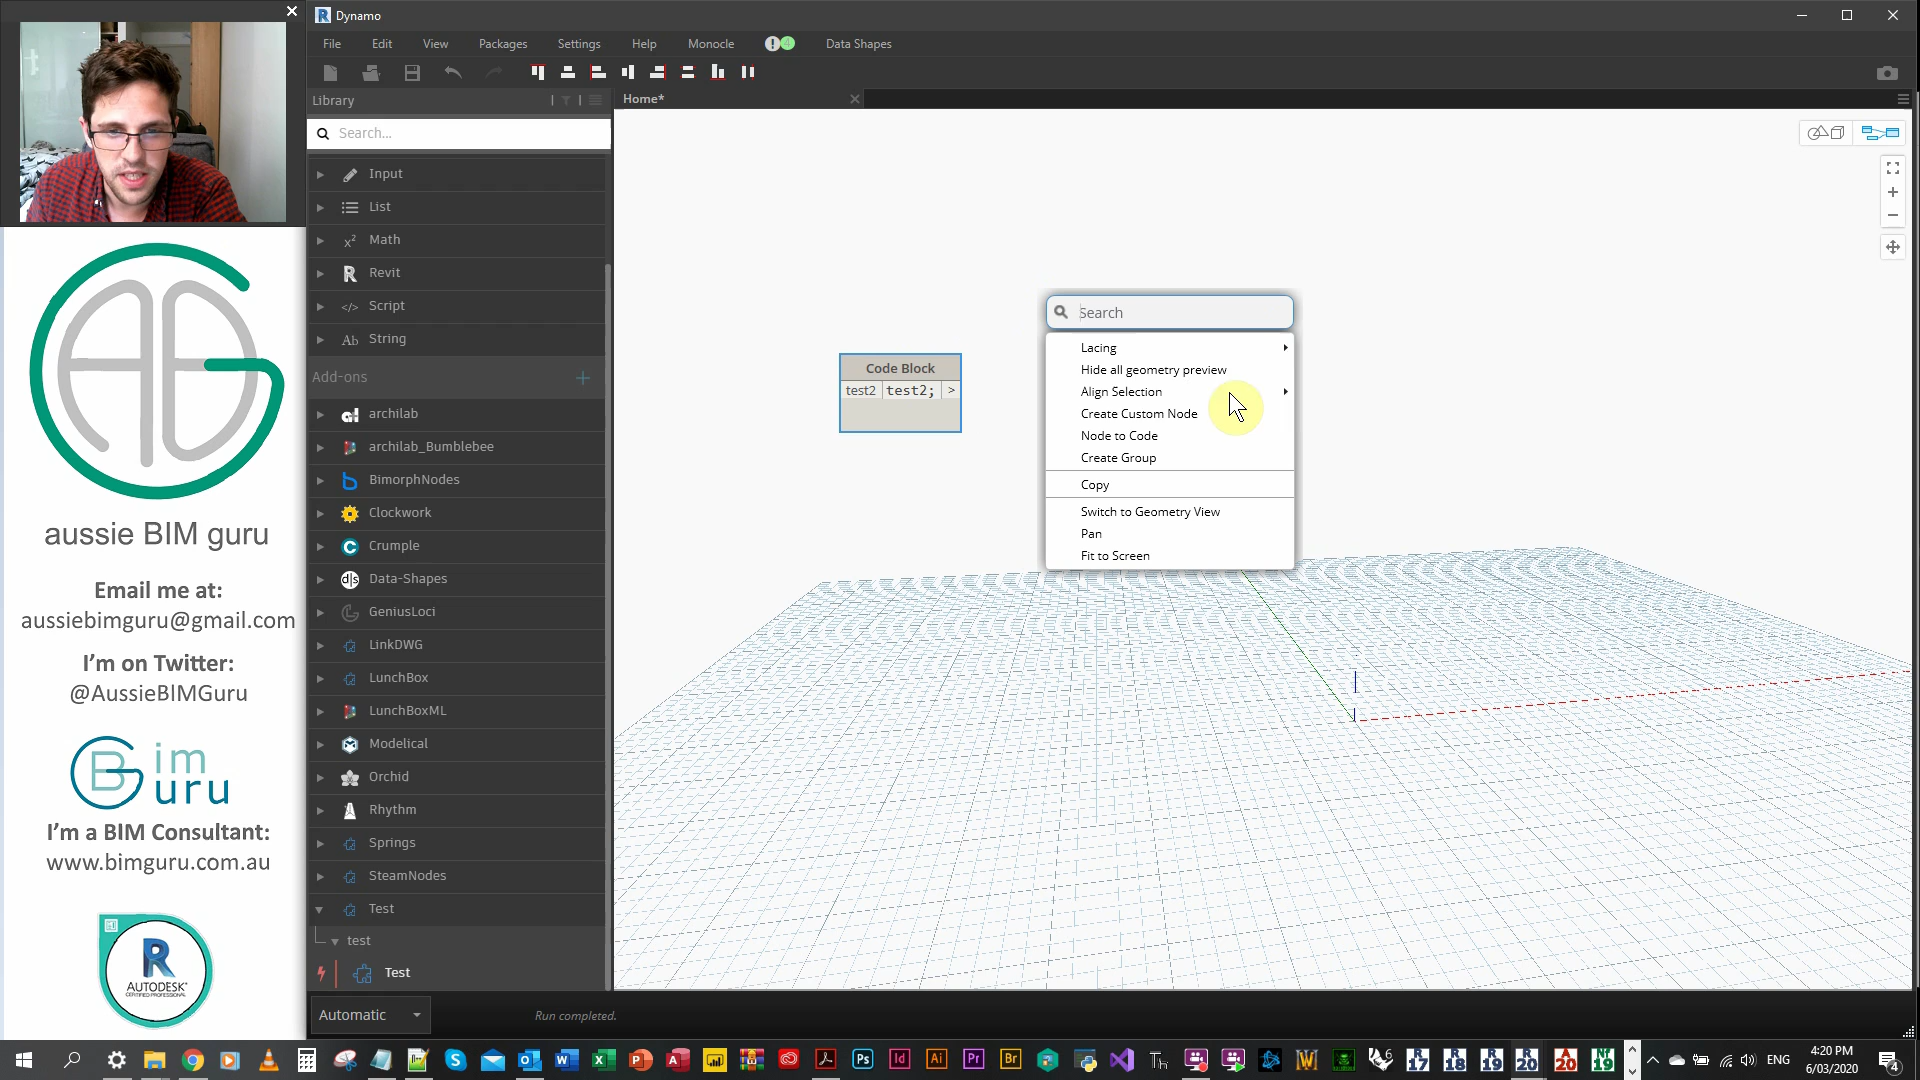 Dynamo
File Edit View Packages Settings Help Monocle Data Shapes
Library
Home*
Search...
Input
List
Math
Revit
Script
String
Add-ons
archilab
archilab_Bumblebee
BimorphNodes
Clockwork
Crumple
Data-Shapes
GeniusLoci
LinkDWG
LunchBox
LunchBoxML
Modelical
Orchid
Rhythm
Springs
SteamNodes
Test
test
Test
Automatic
Run completed.
Code Block
test2 test2; >
Search
Lacing
Hide all geometry preview
Align Selection
Create Custom Node
Node to Code
Create Group
Copy
Switch to Geometry View
Pan
Fit to Screen
aussie BIM guru
Email me at:
aussiebimguru@gmail.com
I'm on Twitter:
@AussieBIMGuru
Bim
Guru
I'm a BIM Consultant:
www.bimguru.com.au
R
AUTODESK
CERTIFIED PROFESSIONAL
ENG
4:20 PM
6/03/2020